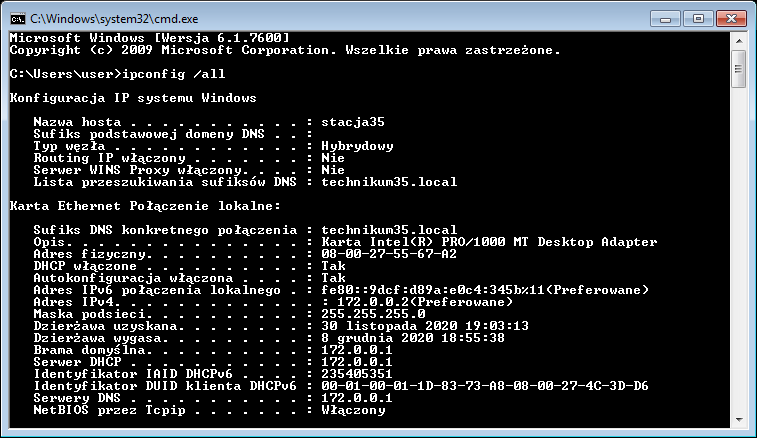 C:\Windows\system32\cmd.exe
Microsoft Windows [Wersja 6.1.7600]
Copyright (c) 2009 Microsoft Corporation. Wszelkie prawa zastrzeżone.
C:\Users\user>ipconfig /all
Konfiguracja IP systemu Windows
Nazwa hosta . . . . . . . . . . . : stacja35
Sufiks podstawowej domeny DNS . . :
Typ węzła . . . . . . . . . . . . : Hybrydowy
Routing IP włączony . . . . . . . : Nie
Serwer WINS Proxy włączony. . . . : Nie
Lista przeszukiwania sufiksów DNS : technikum35.local
Karta Ethernet Połączenie lokalne:
Sufiks DNS konkretnego połączenia : technikum35.local
Opis. . . . . . . . . . . . . . . : Karta Intel(R) PRO/1000 MT Desktop Adapter
Adres fizyczny. . . . . . . . . . : 08-00-27-55-67-A2
DHCP włączone . . . . . . . . . . : Tak
Autokonfiguracja włączona . . . . : Tak
Adres IPv6 połączenia lokalnego . : fe80::9dcf:d89a:e0c4:345b%11(Preferowane)
Adres IPv4. . . . . . . . . . . . . : 172.0.0.2(Preferowane)
Maska podsieci. . . . . . . . . . : 255.255.255.0
Dzierżawa uzyskana. . . . . . . . : 30 listopada 2020 19:03:13
Dzierżawa wygasa. . . . . . . . . : 8 grudnia 2020 18:55:38
Brama domyślna. . . . . . . . . . : 172.0.0.1
Serwer DHCP . . . . . . . . . . . : 172.0.0.1
Identyfikator IAID DHCPv6 . . . . : 235405351
Identyfikator DUID klienta DHCPv6 : 00-01-00-01-1D-83-73-A8-08-00-27-4C-3D-D6
Serwery DNS . . . . . . . . . . . : 172.0.0.1
NetBIOS przez Tcpip . . . . . . . : Włączony